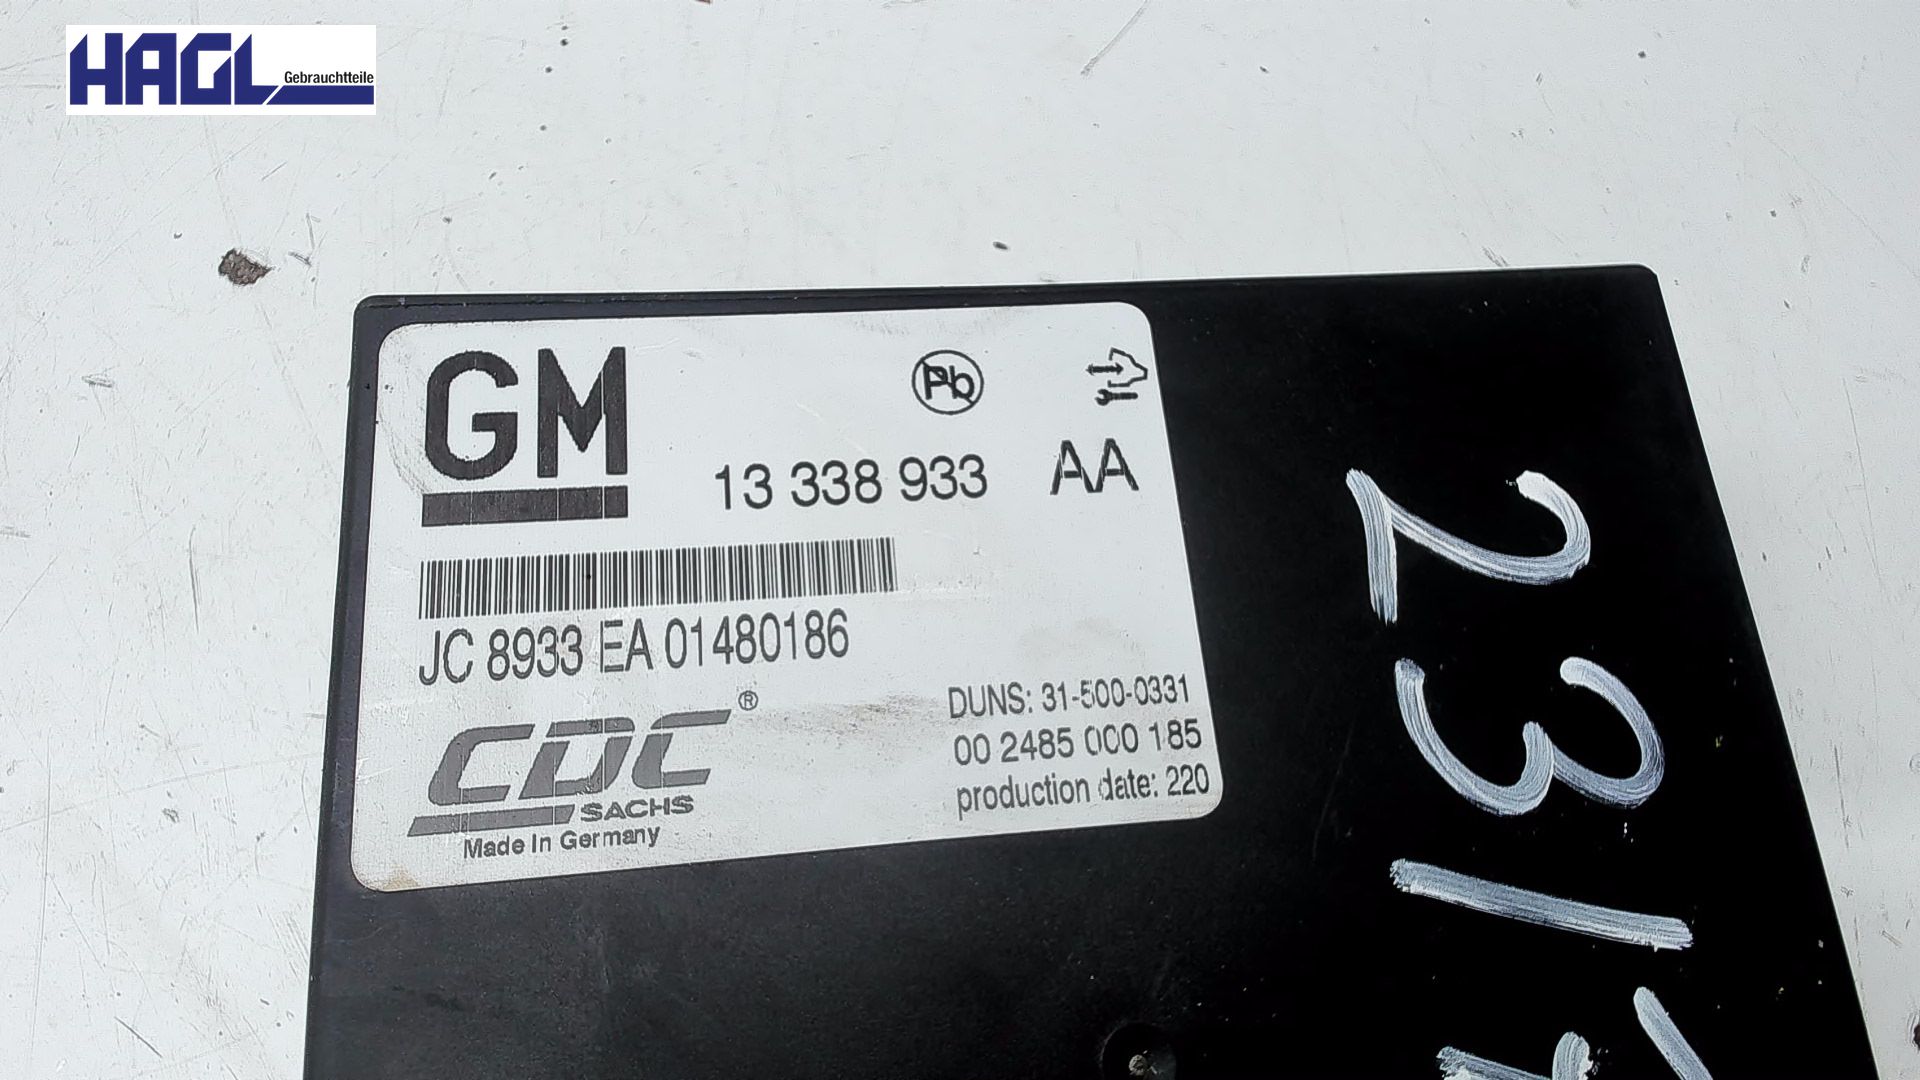 HAGL Gebrauchtteile
GM
Pb
13 338 933 AA
JC 8933 EA 01480186
CDC®
SACHS
Made In Germany
DUNS: 31-500-0331
00 2485 000 185
production date: 220
23/